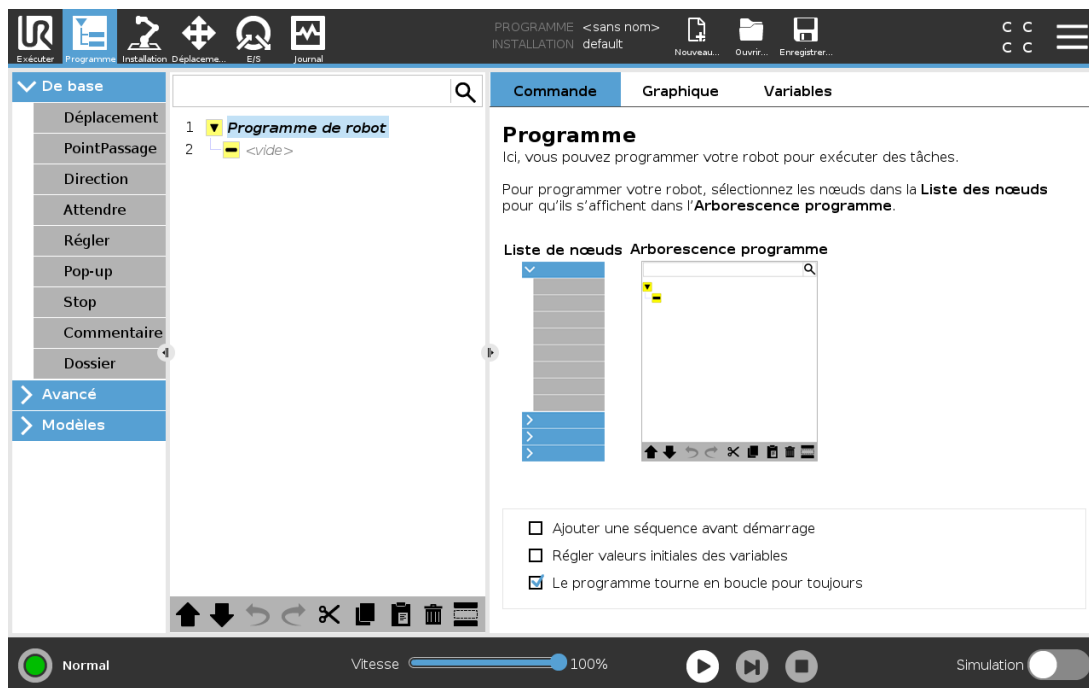 PROGRAMME <sans nom>
INSTALLATION default
C C
C C
UR
Exécuter
Programme
Installation
Déplaceme...
E/S
Journal
Nouveau...
Ouvrir...
Enregistrer...
De base
Déplacement
PointPassage
Direction
Attendre
Régler
Pop-up
Stop
Commentaire
Dossier
Avancé
Modèles
1 Programme de robot
2 <vide>
Commande
Graphique
Variables
Programme
Ici, vous pouvez programmer votre robot pour exécuter des tâches.
Pour programmer votre robot, sélectionnez les nœuds dans la Liste des nœuds
pour qu'ils s'affichent dans l'Arborescence programme.
Liste de nœuds
Arborescence programme
Ajouter une séquence avant démarrage
Régler valeurs initiales des variables
Le programme tourne en boucle pour toujours
Normal
Vitesse
100%
Simulation